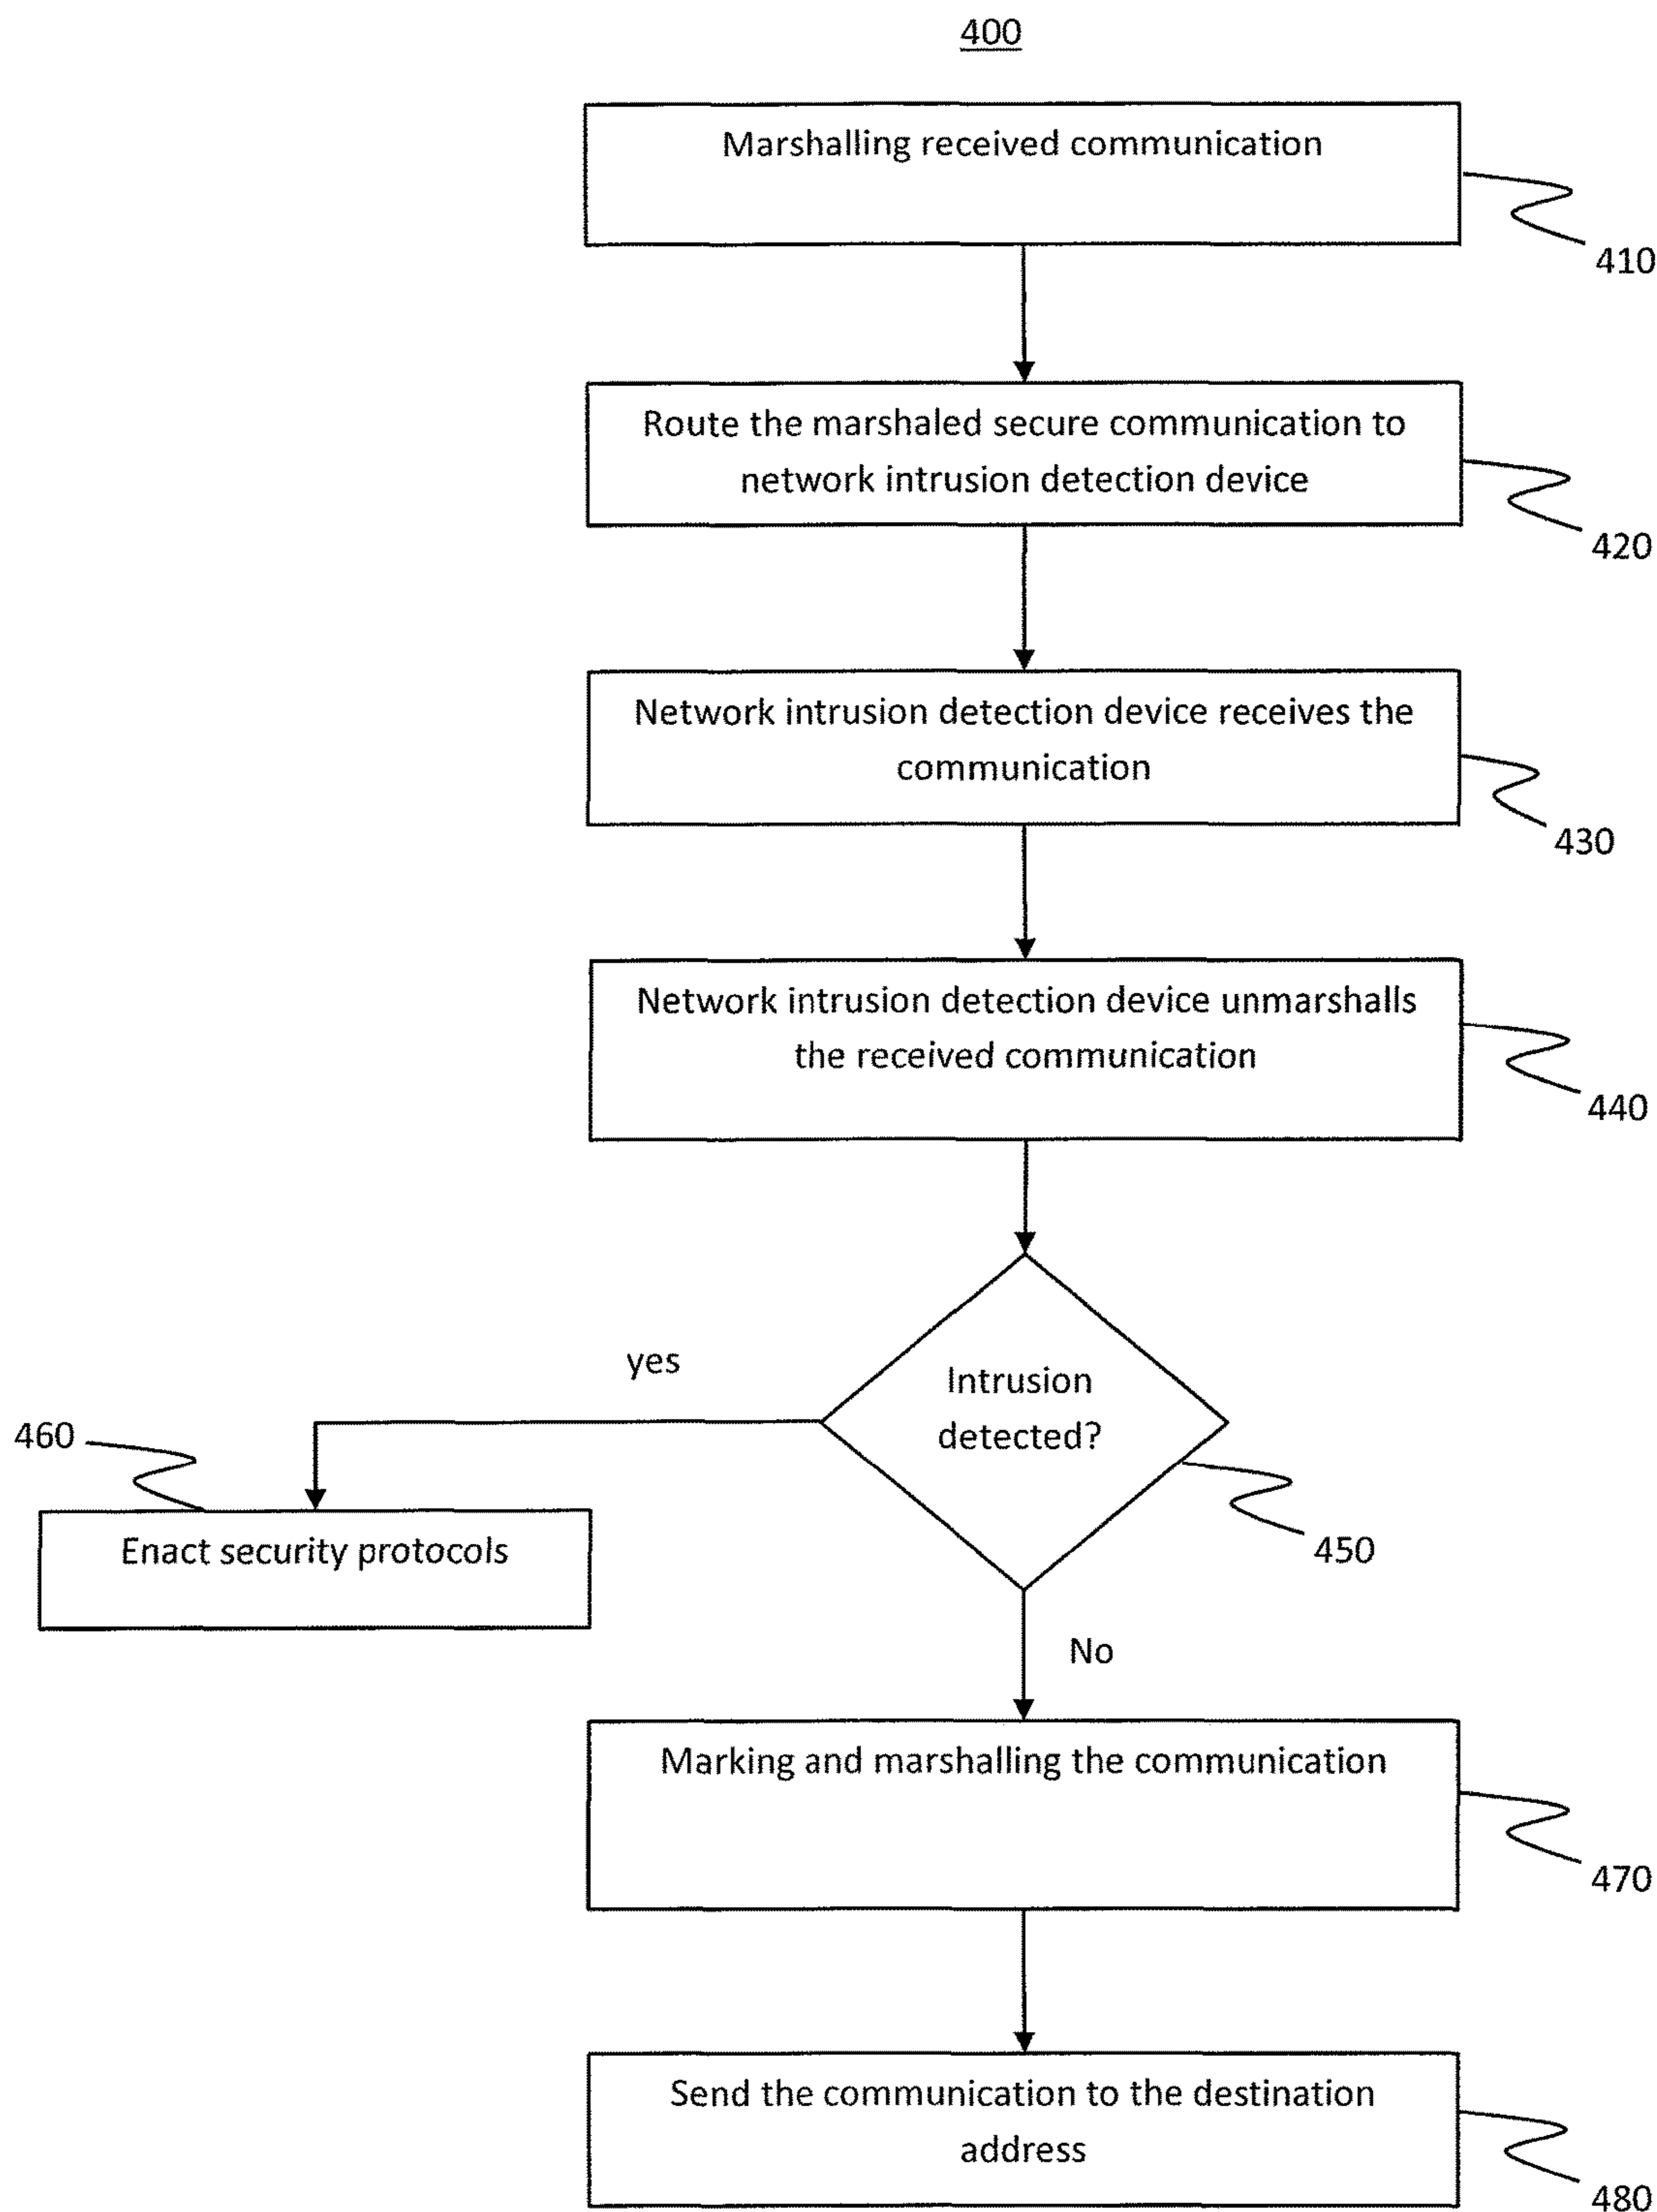 400
Marshalling received communication
410
Route the marshaled secure communication to
network intrusion detection device
420
Network intrusion detection device receives the
communication
430
Network intrusion detection device unmarshalls
the received communication
440
yes
Intrusion
detected?
460
450
Enact security protocols
No
Marking and marshalling the communication
470
Send the communication to the destination
address
480